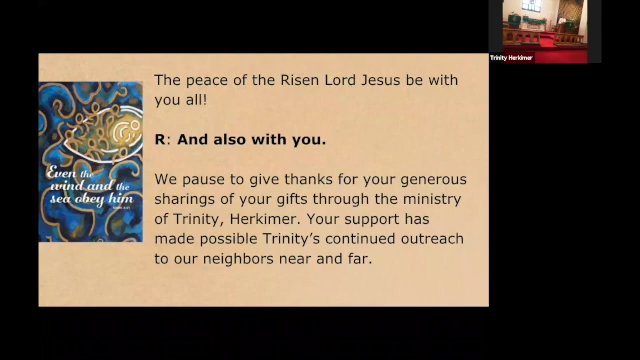 The peace of the Risen Lord Jesus be with
you all!
R: And also with you.
We pause to give thanks for your generous
sharings of your gifts through the ministry
of Trinity, Herkimer. Your support has
made possible Trinity's continued outreach
to our neighbors near and far.
Even the
wind and the
sea obey him
Trinity Herkimer